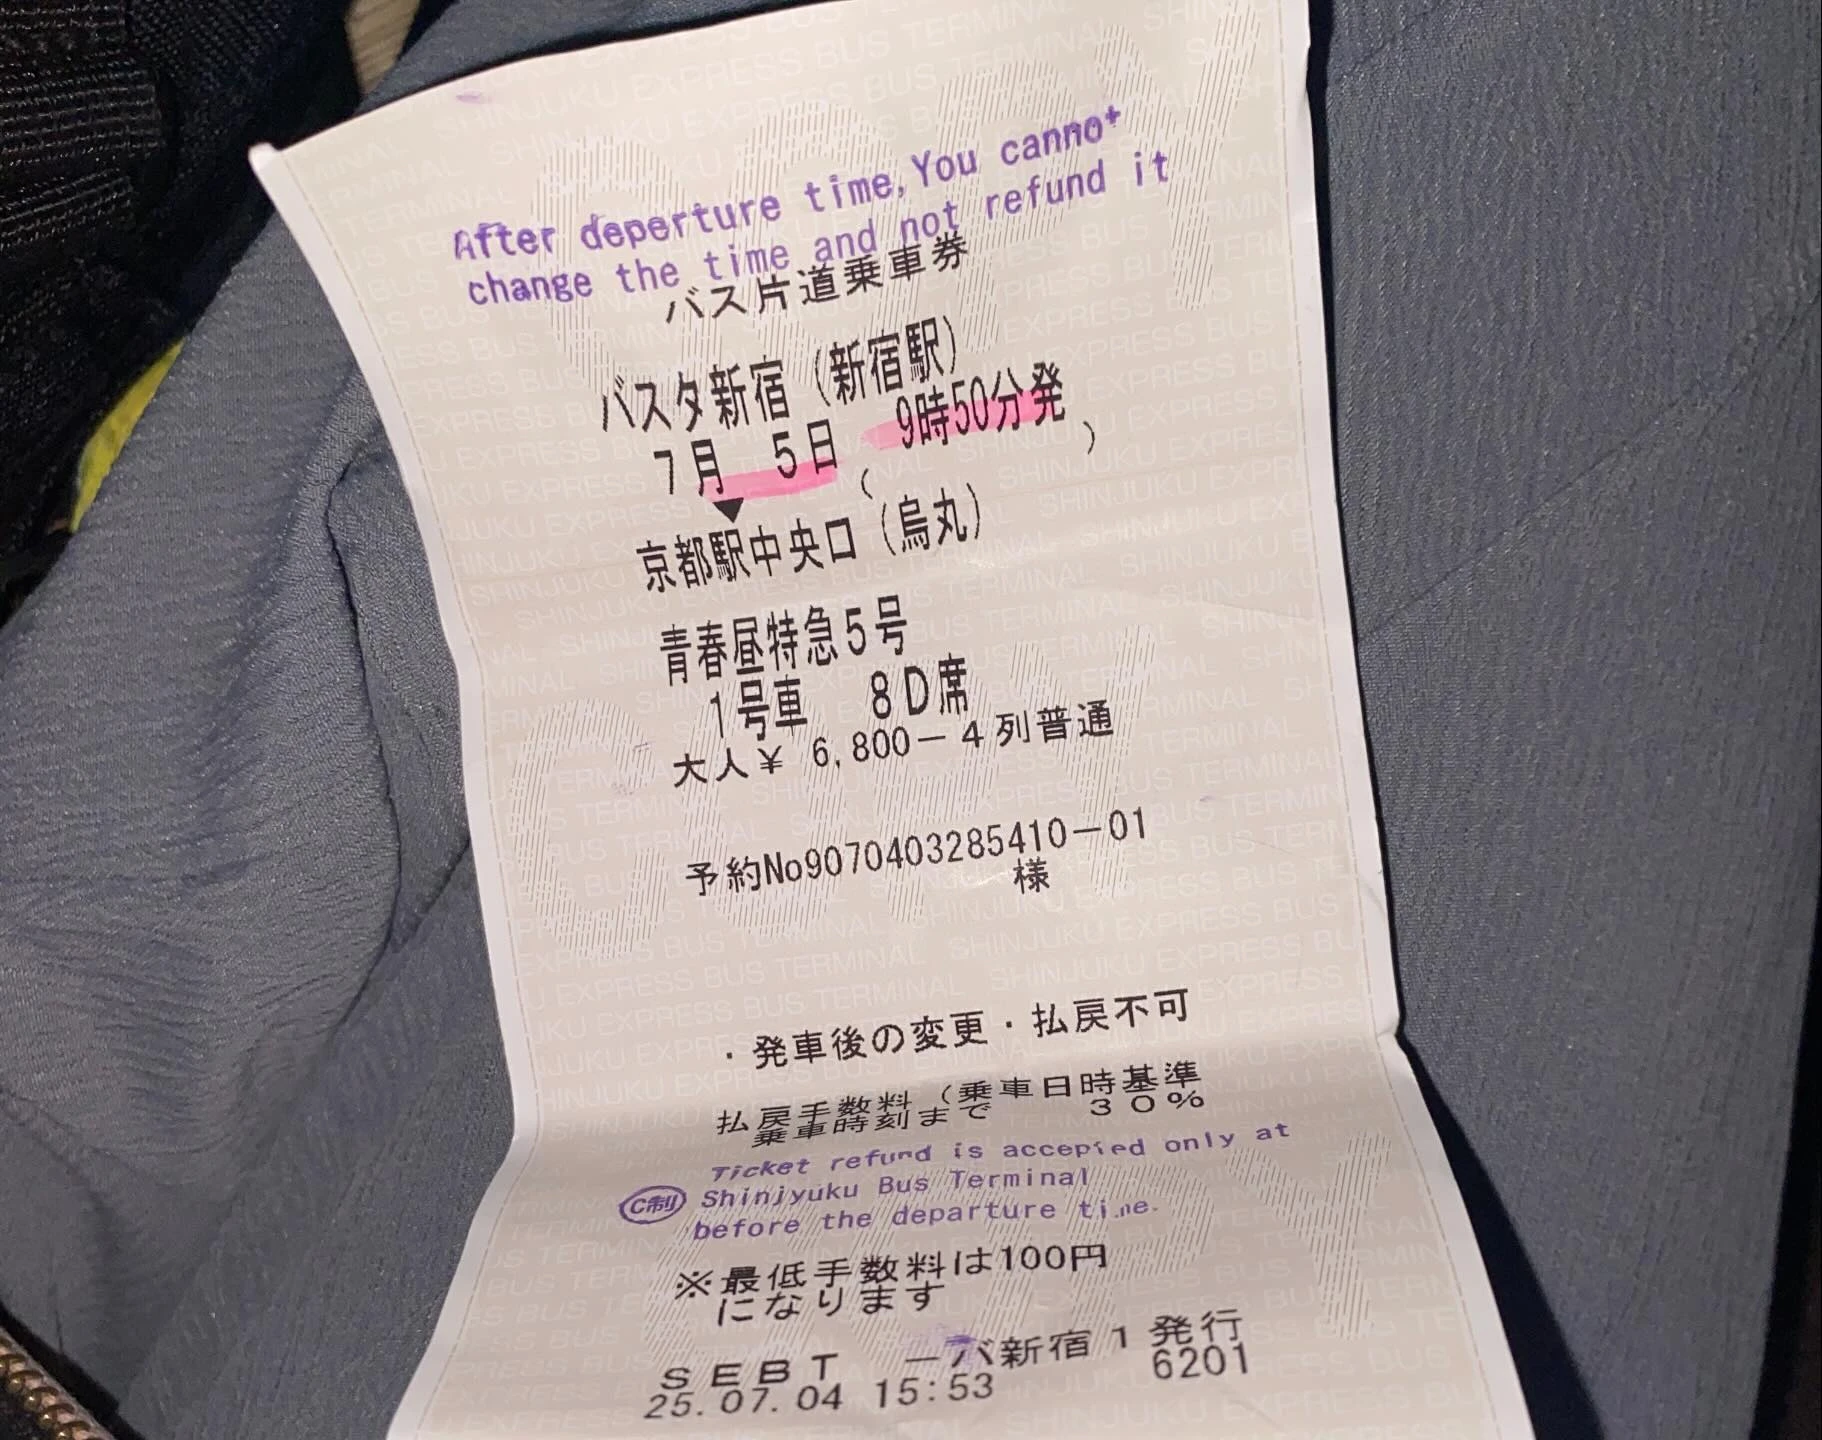 After departure time,You cannot
change the time and not refund it
バス片道乗車券
バスタ新宿（新宿駅）
7月 5日 9時50分発
( )
▼
京都駅中央口（烏丸）
青春昼特急5号
1号車 8D席
大人¥ 6,800－4列普通
予約No9070403285410－01
様
・発車後の変更・払戻不可
払戻手数料（乗車日時基準
乗車時刻まで 30%
Ticket refund is accepted only at
C制 Shinjyuku Bus Terminal
before the departure time.
※最低手数料は100円
になります
SEBT －バ新宿1発行
25.07.04 15:53 6201